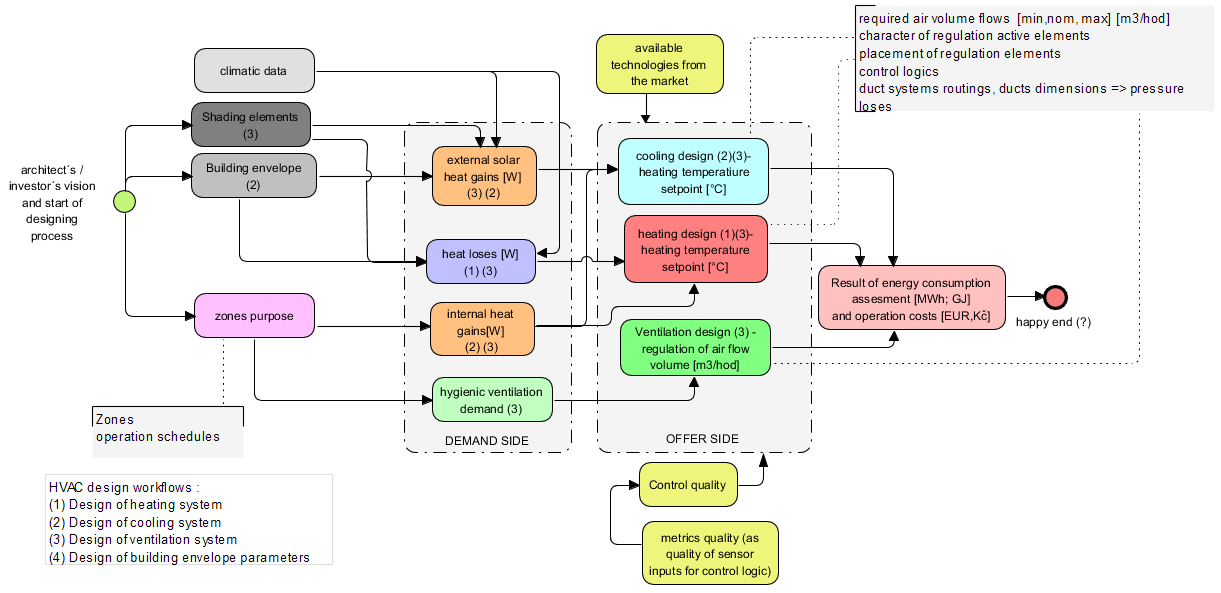 required air volume flows [min,nom, max] [m3/hod]
character of regulation active elements
placement of regulation elements
control logics
duct systems routings, ducts dimensions => pressure
loses
available
technologies from
the market
climatic data
Shading elements
(3)
Building envelope
(2)
architect´s /
investor´s vision
and start of
designing
process
external solar
heat gains [W]
(3) (2)
cooling design (2)(3)-
heating temperatiure
setpoint [°C]
heat loses [W]
(1) (3)
heating design (1)(3)-
heating temperature
setpoint [°C]
zones purpose
internal heat
gains[W]
(2) (3)
Ventilation design (3) -
regulation of air flow
volume [m3/hod]
Result of energy consumption
assesment [MWh; GJ]
and operation costs [EUR,Kč]
happy end (?)
hygienic ventilation
demand (3)
DEMAND SIDE
OFFER SIDE
Zones
operation schedules
Control quality
metrics quality (as
quality of sensor
inputs for control logic)
HVAC design workflows :
(1) Design of heating system
(2) Design of cooling system
(3) Design of ventilation system
(4) Design of building envelope parameters